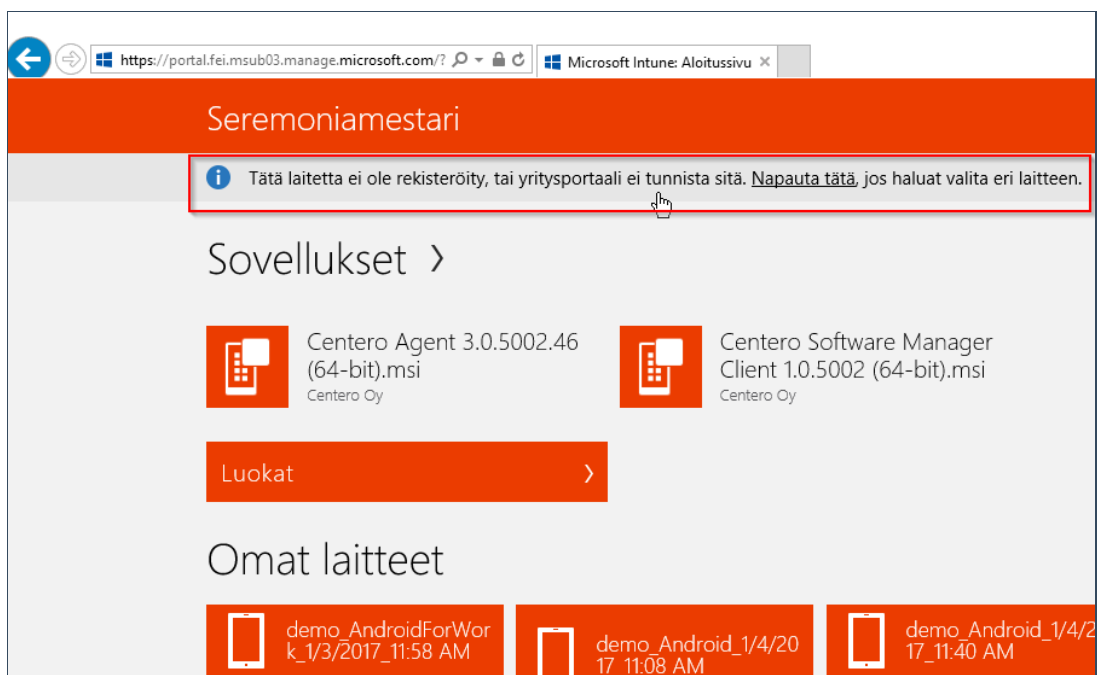 https://portal.fei.msub03.manage.microsoft.com/?
Microsoft Intune: Aloitussivu
Seremoniamestari
Tätä laitetta ei ole rekisteröity, tai yritysportaali ei tunnista sitä. Napauta tätä, jos haluat valita eri laitteen.
Sovellukset
Centero Agent 3.0.5002.46
(64-bit).msi
Centero Oy
Centero Software Manager
Client 1.0.5002 (64-bit).msi
Centero Oy
Luokat
Omat laitteet
demo_AndroidForWor
k_1/3/2017_11:58 AM
demo_Android_1/4/20
17_11:08 AM
demo_Android_1/4/2
17_11:40 AM